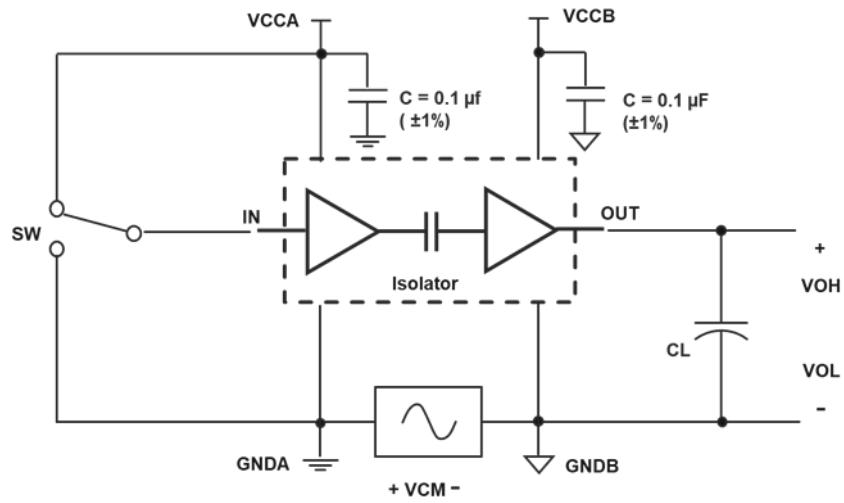 VCCA
VCCB
C = 0.1 µf
( ±1%)
C = 0.1 µF
(±1%)
SW
IN
OUT
Isolator
+
VOH
CL
VOL
-
GNDA
GNDB
+ VCM -